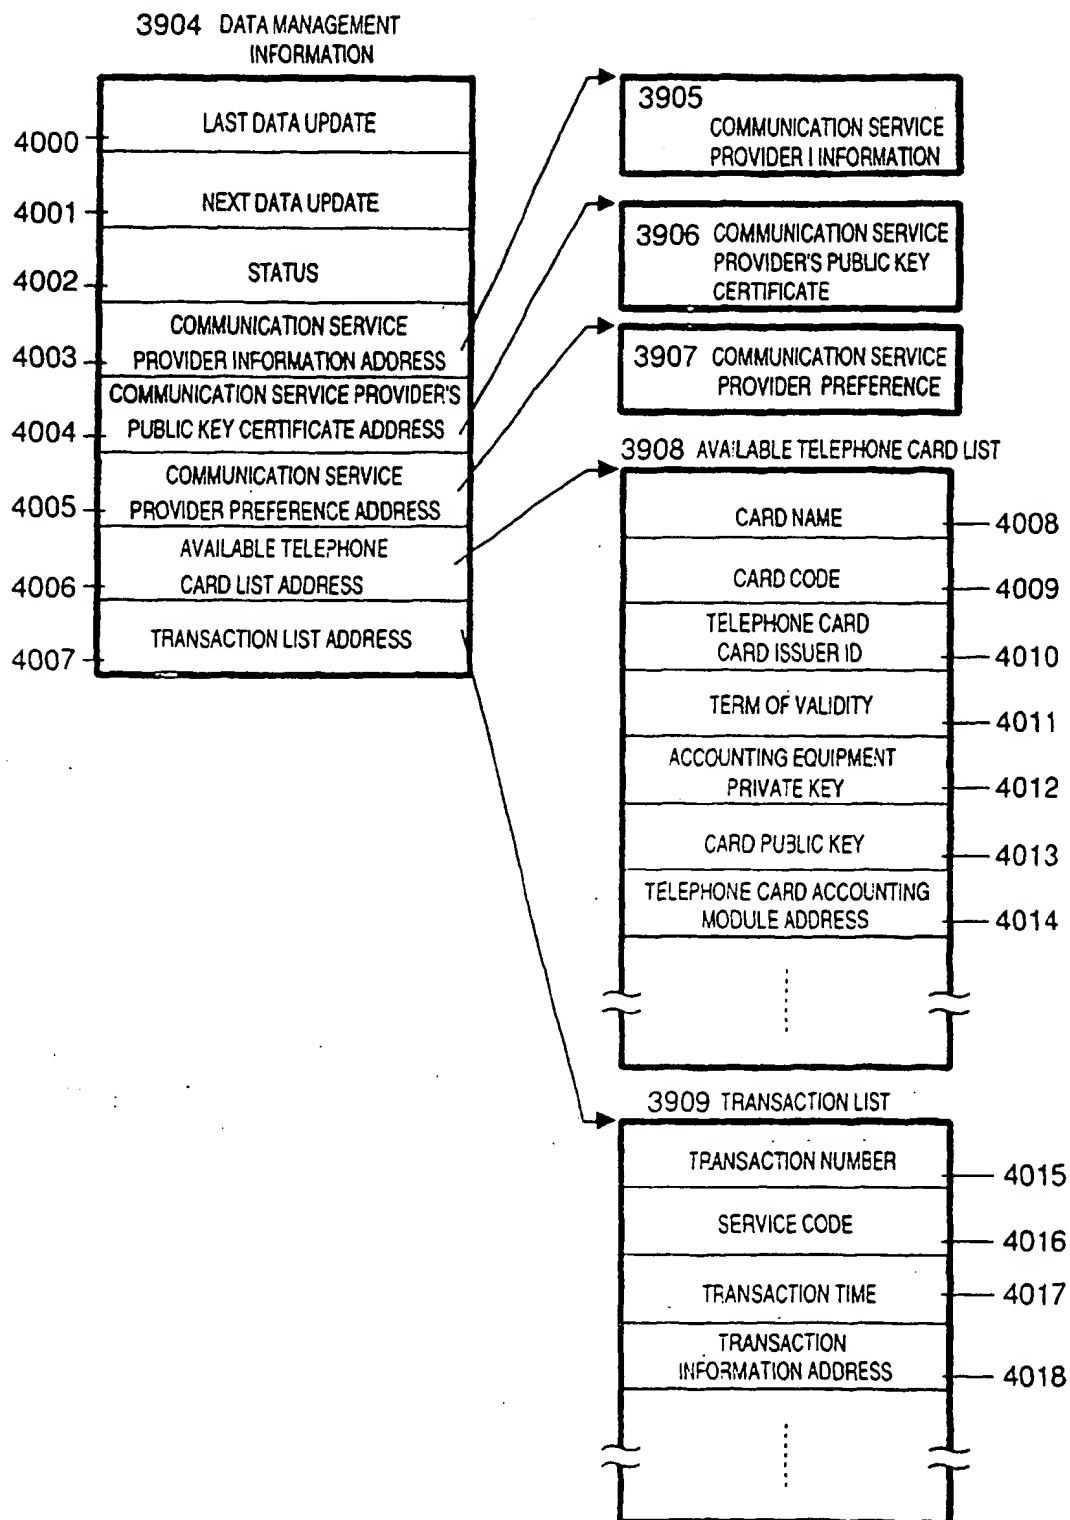 3904 DATA MANAGEMENT
INFORMATION
LAST DATA UPDATE
4000
NEXT DATA UPDATE
4001
STATUS
4002
COMMUNICATION SERVICE
PROVIDER INFORMATION ADDRESS
4003
COMMUNICATION SERVICE PROVIDER'S
PUBLIC KEY CERTIFICATE ADDRESS
4004
COMMUNICATION SERVICE
PROVIDER PREFERENCE ADDRESS
4005
AVAILABLE TELEPHONE
CARD LIST ADDRESS
4006
TRANSACTION LIST ADDRESS
4007
3905
COMMUNICATION SERVICE
PROVIDER I INFORMATION
3906 COMMUNICATION SERVICE
PROVIDER'S PUBLIC KEY
CERTIFICATE
3907 COMMUNICATION SERVICE
PROVIDER PREFERENCE
3908 AVAILABLE TELEPHONE CARD LIST
CARD NAME
4008
CARD CODE
4009
TELEPHONE CARD
CARD ISSUER ID
4010
TERM OF VALIDITY
4011
ACCOUNTING EQUIPMENT
PRIVATE KEY
4012
CARD PUBLIC KEY
4013
TELEPHONE CARD ACCOUNTING
MODULE ADDRESS
4014
3909 TRANSACTION LIST
TRANSACTION NUMBER
4015
SERVICE CODE
4016
TRANSACTION TIME
4017
TRANSACTION
INFORMATION ADDRESS
4018